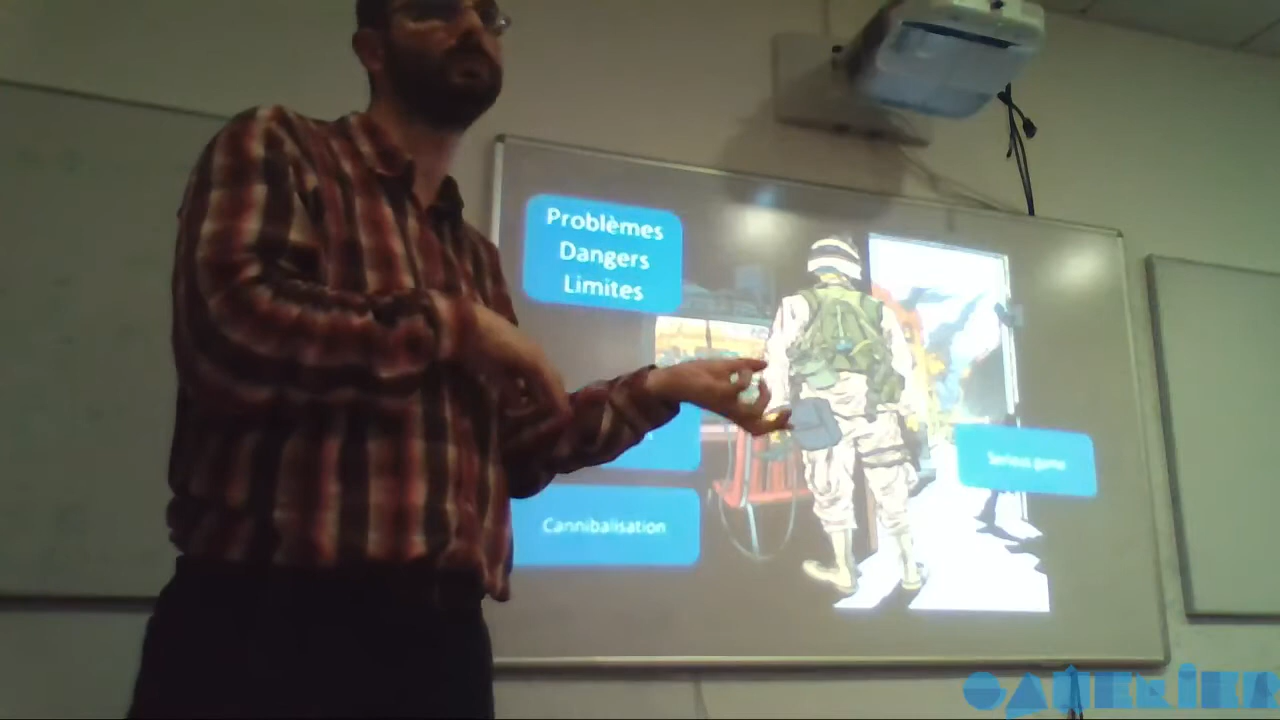 Problèmes
Dangers
Limites
Serious game
Cannibalisation